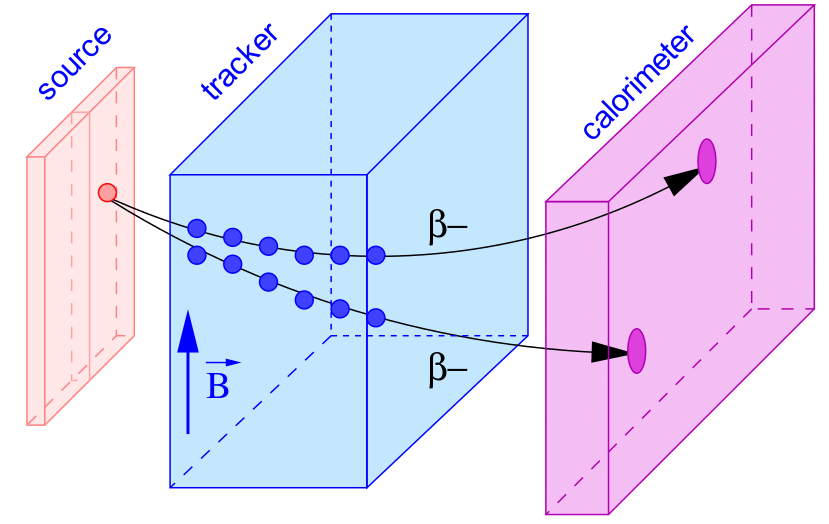 source
tracker
calorimeter
β−
B
β−